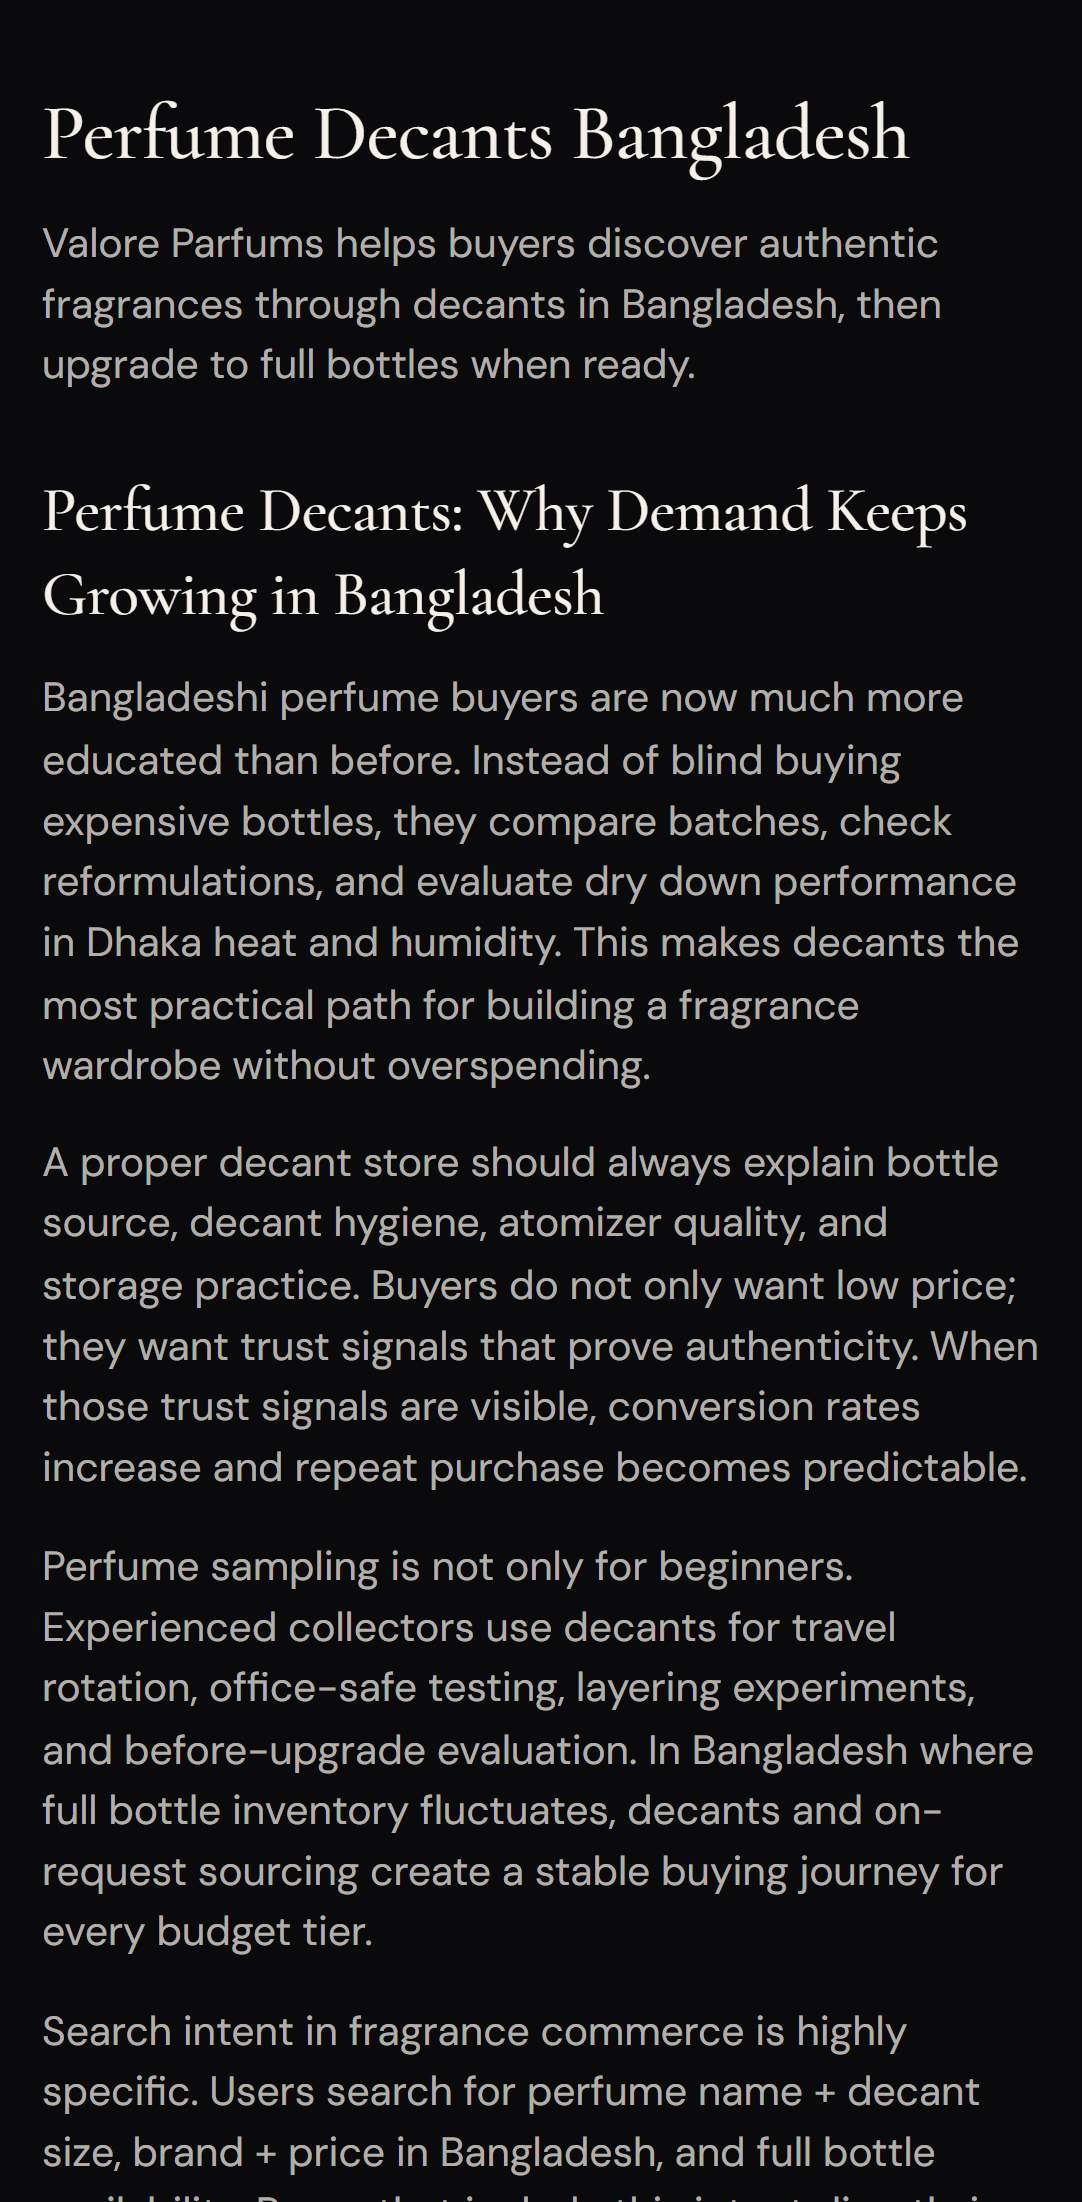 Perfume Decants Bangladesh
Valore Parfums helps buyers discover authentic
fragrances through decants in Bangladesh, then
upgrade to full bottles when ready.
Perfume Decants: Why Demand Keeps
Growing in Bangladesh
Bangladeshi perfume buyers are now much more
educated than before. Instead of blind buying
expensive bottles, they compare batches, check
reformulations, and evaluate dry down performance
in Dhaka heat and humidity. This makes decants the
most practical path for building a fragrance
wardrobe without overspending.
A proper decant store should always explain bottle
source, decant hygiene, atomizer quality, and
storage practice. Buyers do not only want low price;
they want trust signals that prove authenticity. When
those trust signals are visible, conversion rates
increase and repeat purchase becomes predictable.
Perfume sampling is not only for beginners.
Experienced collectors use decants for travel
rotation, office-safe testing, layering experiments,
and before-upgrade evaluation. In Bangladesh where
full bottle inventory fluctuates, decants and on-
request sourcing create a stable buying journey for
every budget tier.
Search intent in fragrance commerce is highly
specific. Users search for perfume name + decant
size, brand + price in Bangladesh, and full bottle